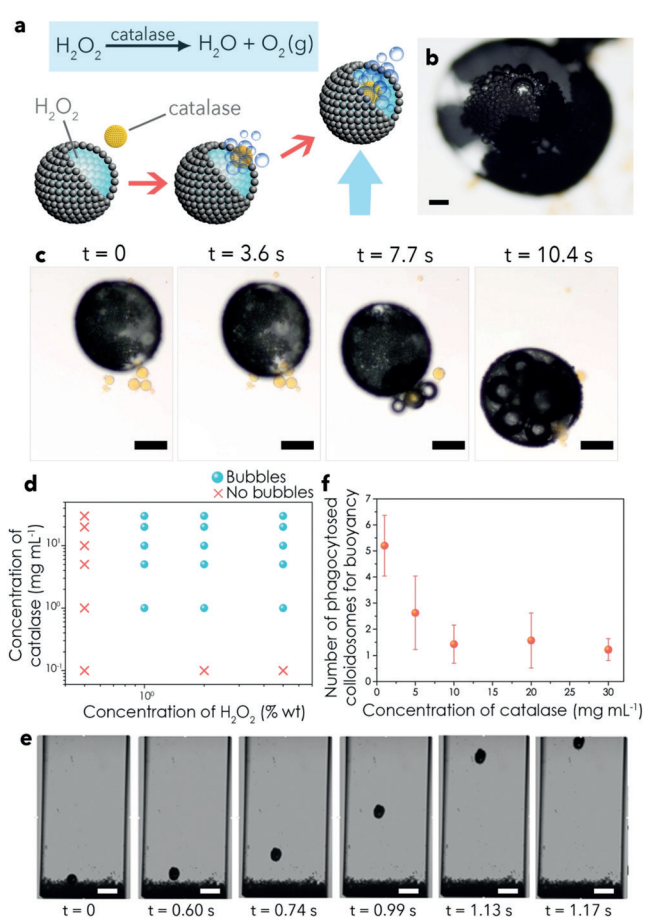 a
H₂O₂ catalase H₂O + O₂(g)
H₂O₂
catalase
b
c
t = 0 t = 3.6 s t = 7.7 s t = 10.4 s
d
Bubbles
No bubbles
Concentration of
catalase (mg mL⁻¹)
10¹
10⁰
10⁻¹
10⁰
Concentration of H₂O₂ (% wt)
f
Number of phagocytosed
colloidosomes for buoyancy
7
6
5
4
3
2
1
0
0 5 10 15 20 25 30
Concentration of catalase (mg mL⁻¹)
e
t = 0 t = 0.60 s t = 0.74 s t = 0.99 s t = 1.13 s t = 1.17 s